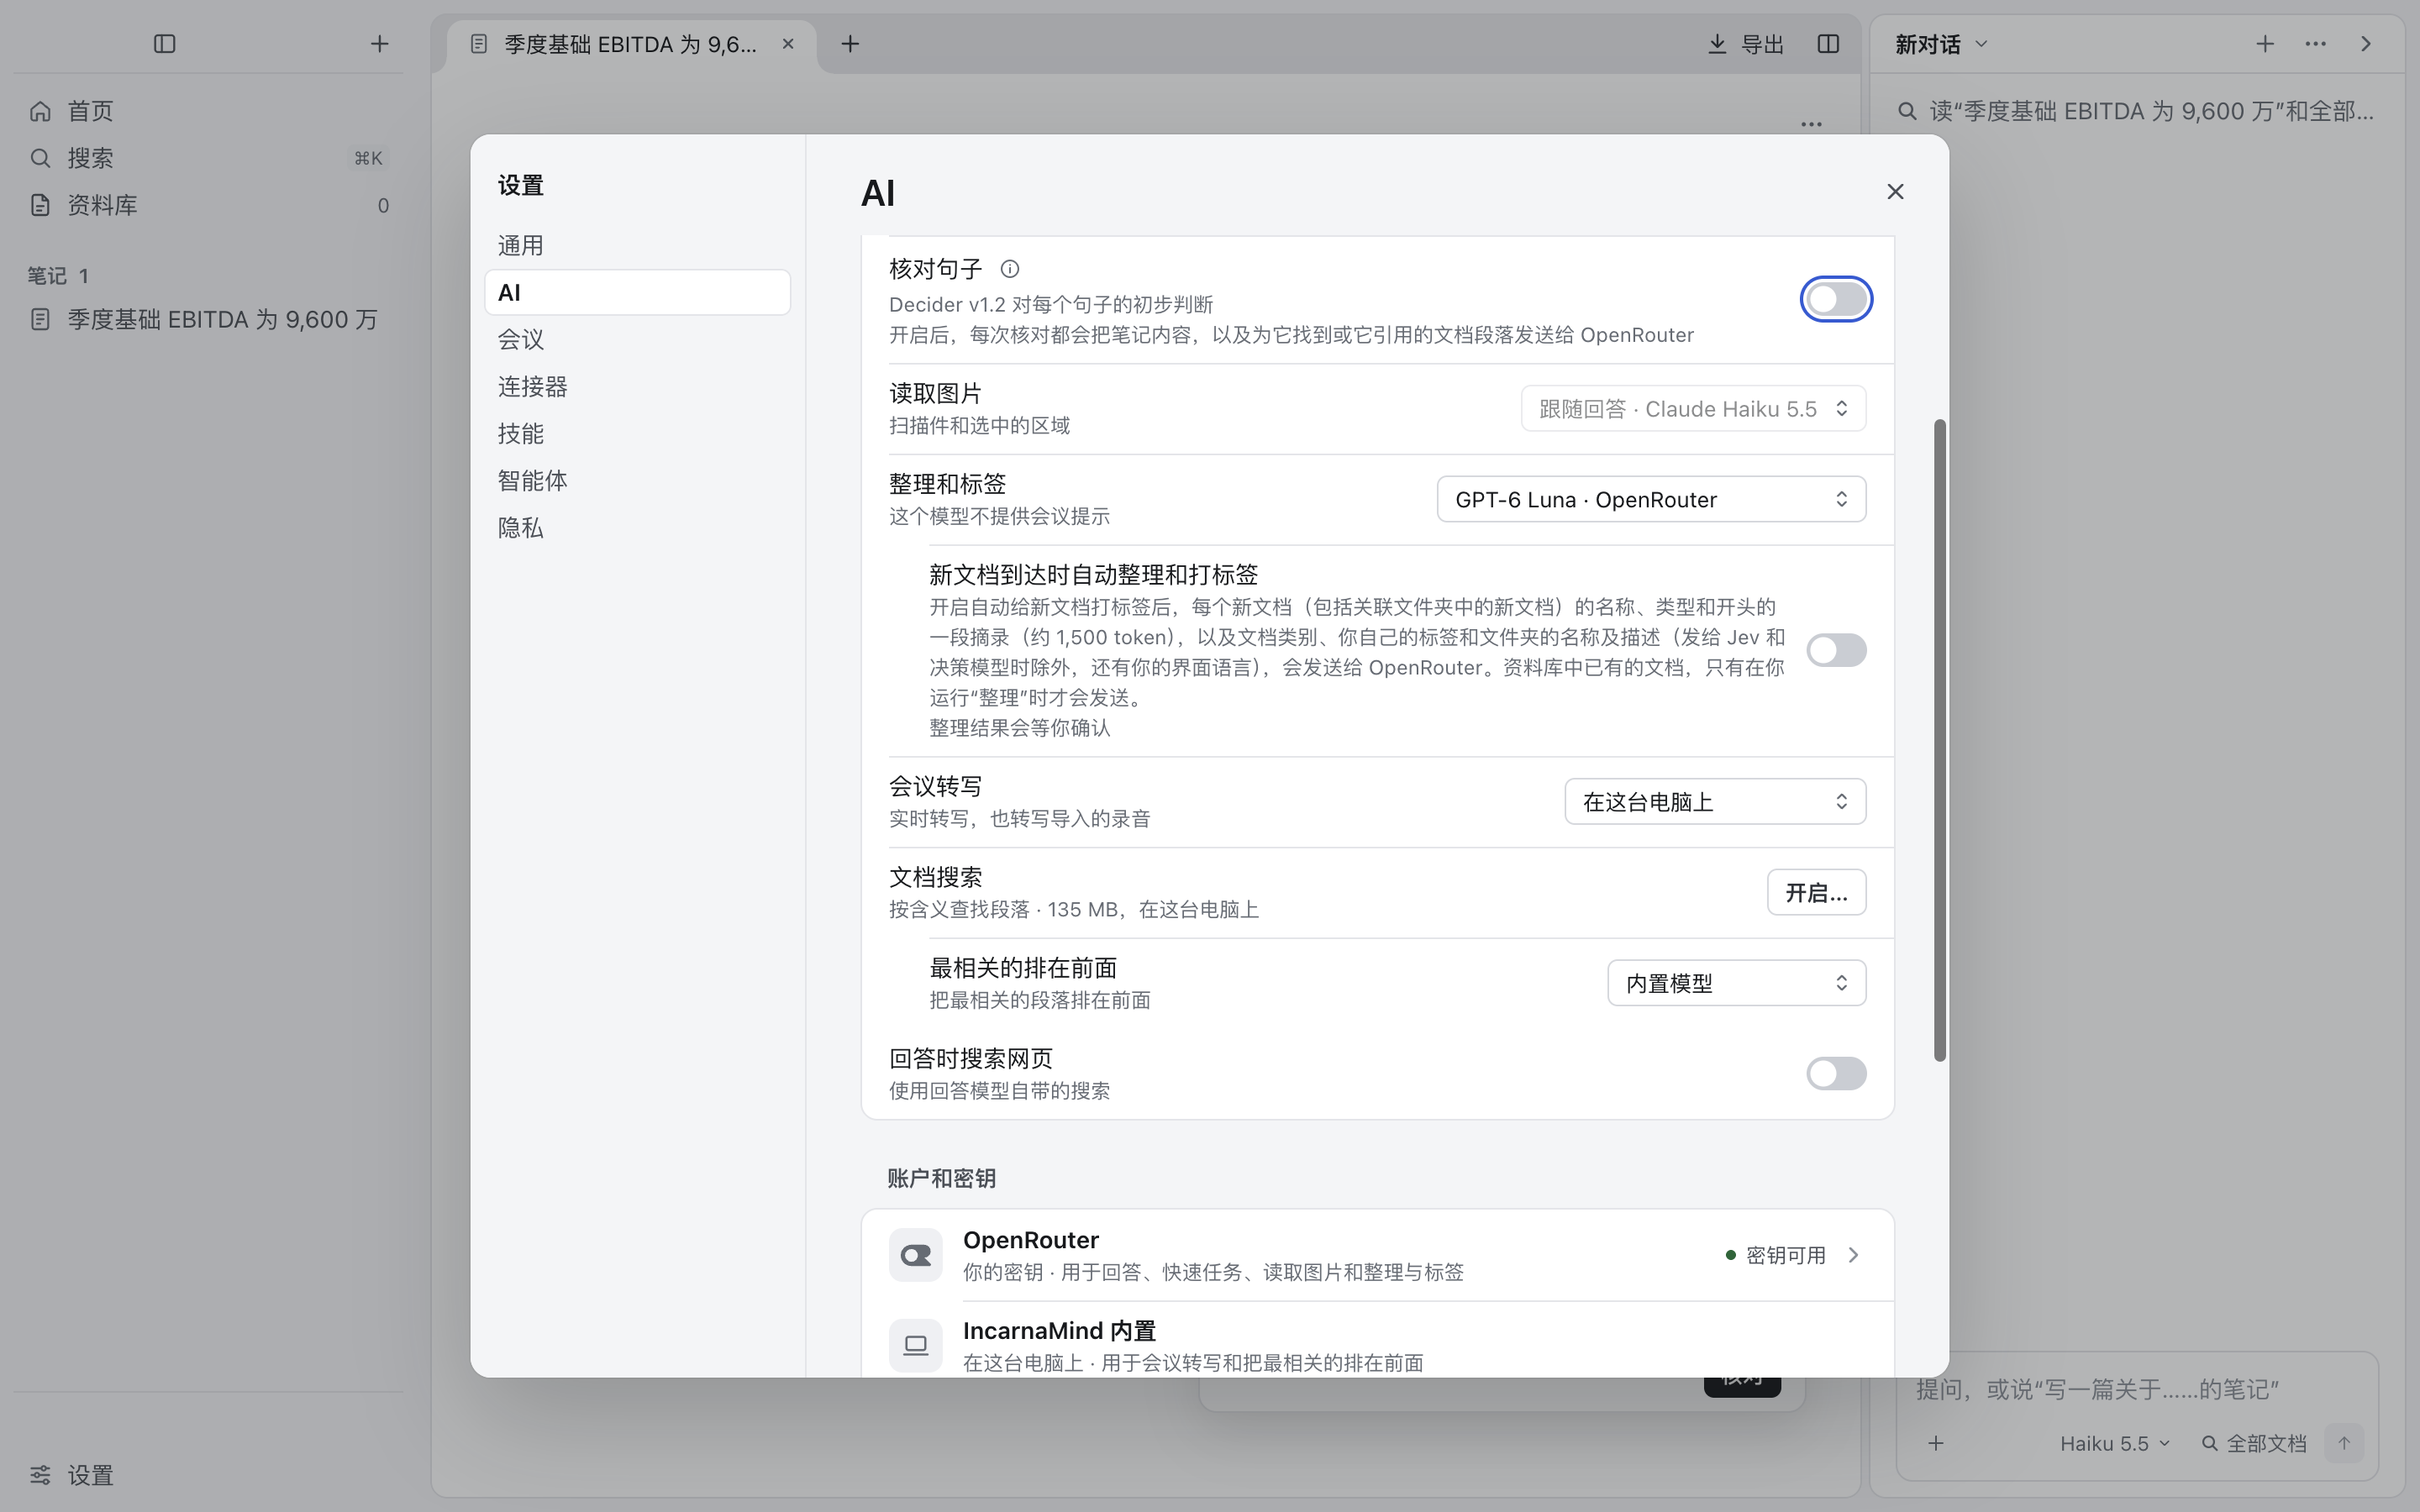 季度基础 EBITDA 为 9,6...
导出
新对话
首页
搜索
⌘K
资料库
0
笔记 1
季度基础 EBITDA 为 9,600 万
设置
读“季度基础 EBITDA 为 9,600 万”和全部...
设置
通用
AI
会议
连接器
技能
智能体
隐私
AI
核对句子
Decider v1.2 对每个句子的初步判断
开启后，每次核对都会把笔记内容，以及为它找到或它引用的文档段落发送给 OpenRouter
读取图片
扫描件和选中的区域
跟随回答 · Claude Haiku 5.5
整理和标签
这个模型不提供会议提示
GPT-6 Luna · OpenRouter
新文档到达时自动整理和打标签
开启自动给新文档打标签后，每个新文档（包括关联文件夹中的新文档）的名称、类型和开头的
一段摘录（约 1,500 token），以及文档类别、你自己的标签和文件夹的名称及描述（发给 Jev 和
决策模型时除外，还有你的界面语言），会发送给 OpenRouter。资料库中已有的文档，只有在你
运行“整理”时才会发送。
整理结果会等你确认
会议转写
实时转写，也转写导入的录音
在这台电脑上
文档搜索
按含义查找段落 · 135 MB，在这台电脑上
开启...
最相关的排在前面
把最相关的段落排在前面
内置模型
回答时搜索网页
使用回答模型自带的搜索
账户和密钥
OpenRouter
你的密钥 · 用于回答、快速任务、读取图片和整理与标签
密钥可用
IncarnaMind 内置
在这台电脑上 · 用于会议转写和把最相关的排在前面
核对
提问，或说“写一篇关于……的笔记”
Haiku 5.5
全部文档